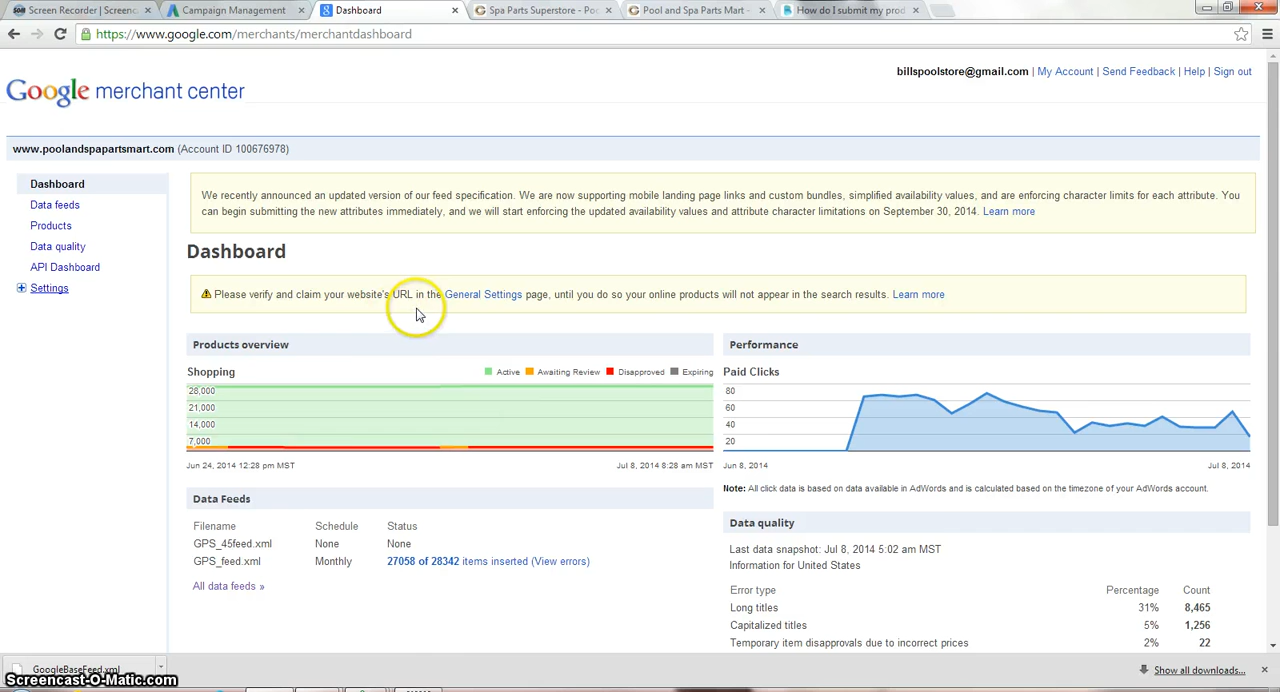 Screen Recorder | Screenc
Campaign Management
Dashboard
Spa Parts Superstore - Poo
Pool and Spa Parts Mart -
How do I submit my prod
https://www.google.com/merchants/merchantdashboard
billspoolstore@gmail.com | My Account | Send Feedback | Help | Sign out
Google merchant center
www.poolandspapartsmart.com (Account ID 100676978)
Dashboard
Data feeds
Products
Data quality
API Dashboard
Settings
We recently announced an updated version of our feed specification. We are now supporting mobile landing page links and custom bundles, simplified availability values, and are enforcing character limits for each attribute. You
can begin submitting the new attributes immediately, and we will start enforcing the updated availability values and attribute character limitations on September 30, 2014. Learn more
Dashboard
Please verify and claim your website's URL in the General Settings page, until you do so your online products will not appear in the search results. Learn more
Products overview
Shopping
Active
Awaiting Review
Disapproved
Expiring
28,000
21,000
14,000
7,000
Jun 24, 2014 12:28 pm MST
Jul 8, 2014 8:28 am MST
Data Feeds
Filename Schedule Status
GPS_45feed.xml None None
GPS_feed.xml Monthly 27058 of 28342 items inserted (View errors)
All data feeds »
Performance
Paid Clicks
80
60
40
20
Jun 8, 2014
Jul 8, 2014
Note: All click data is based on data available in AdWords and is calculated based on the timezone of your AdWords account.
Data quality
Last data snapshot: Jul 8, 2014 5:02 am MST
Information for United States
Error type Percentage Count
Long titles 31% 8,465
Capitalized titles 5% 1,256
Temporary item disapprovals due to incorrect prices 2% 22
GoogleBaseFeed.xml
Show all downloads...
Screencast-O-Matic.com